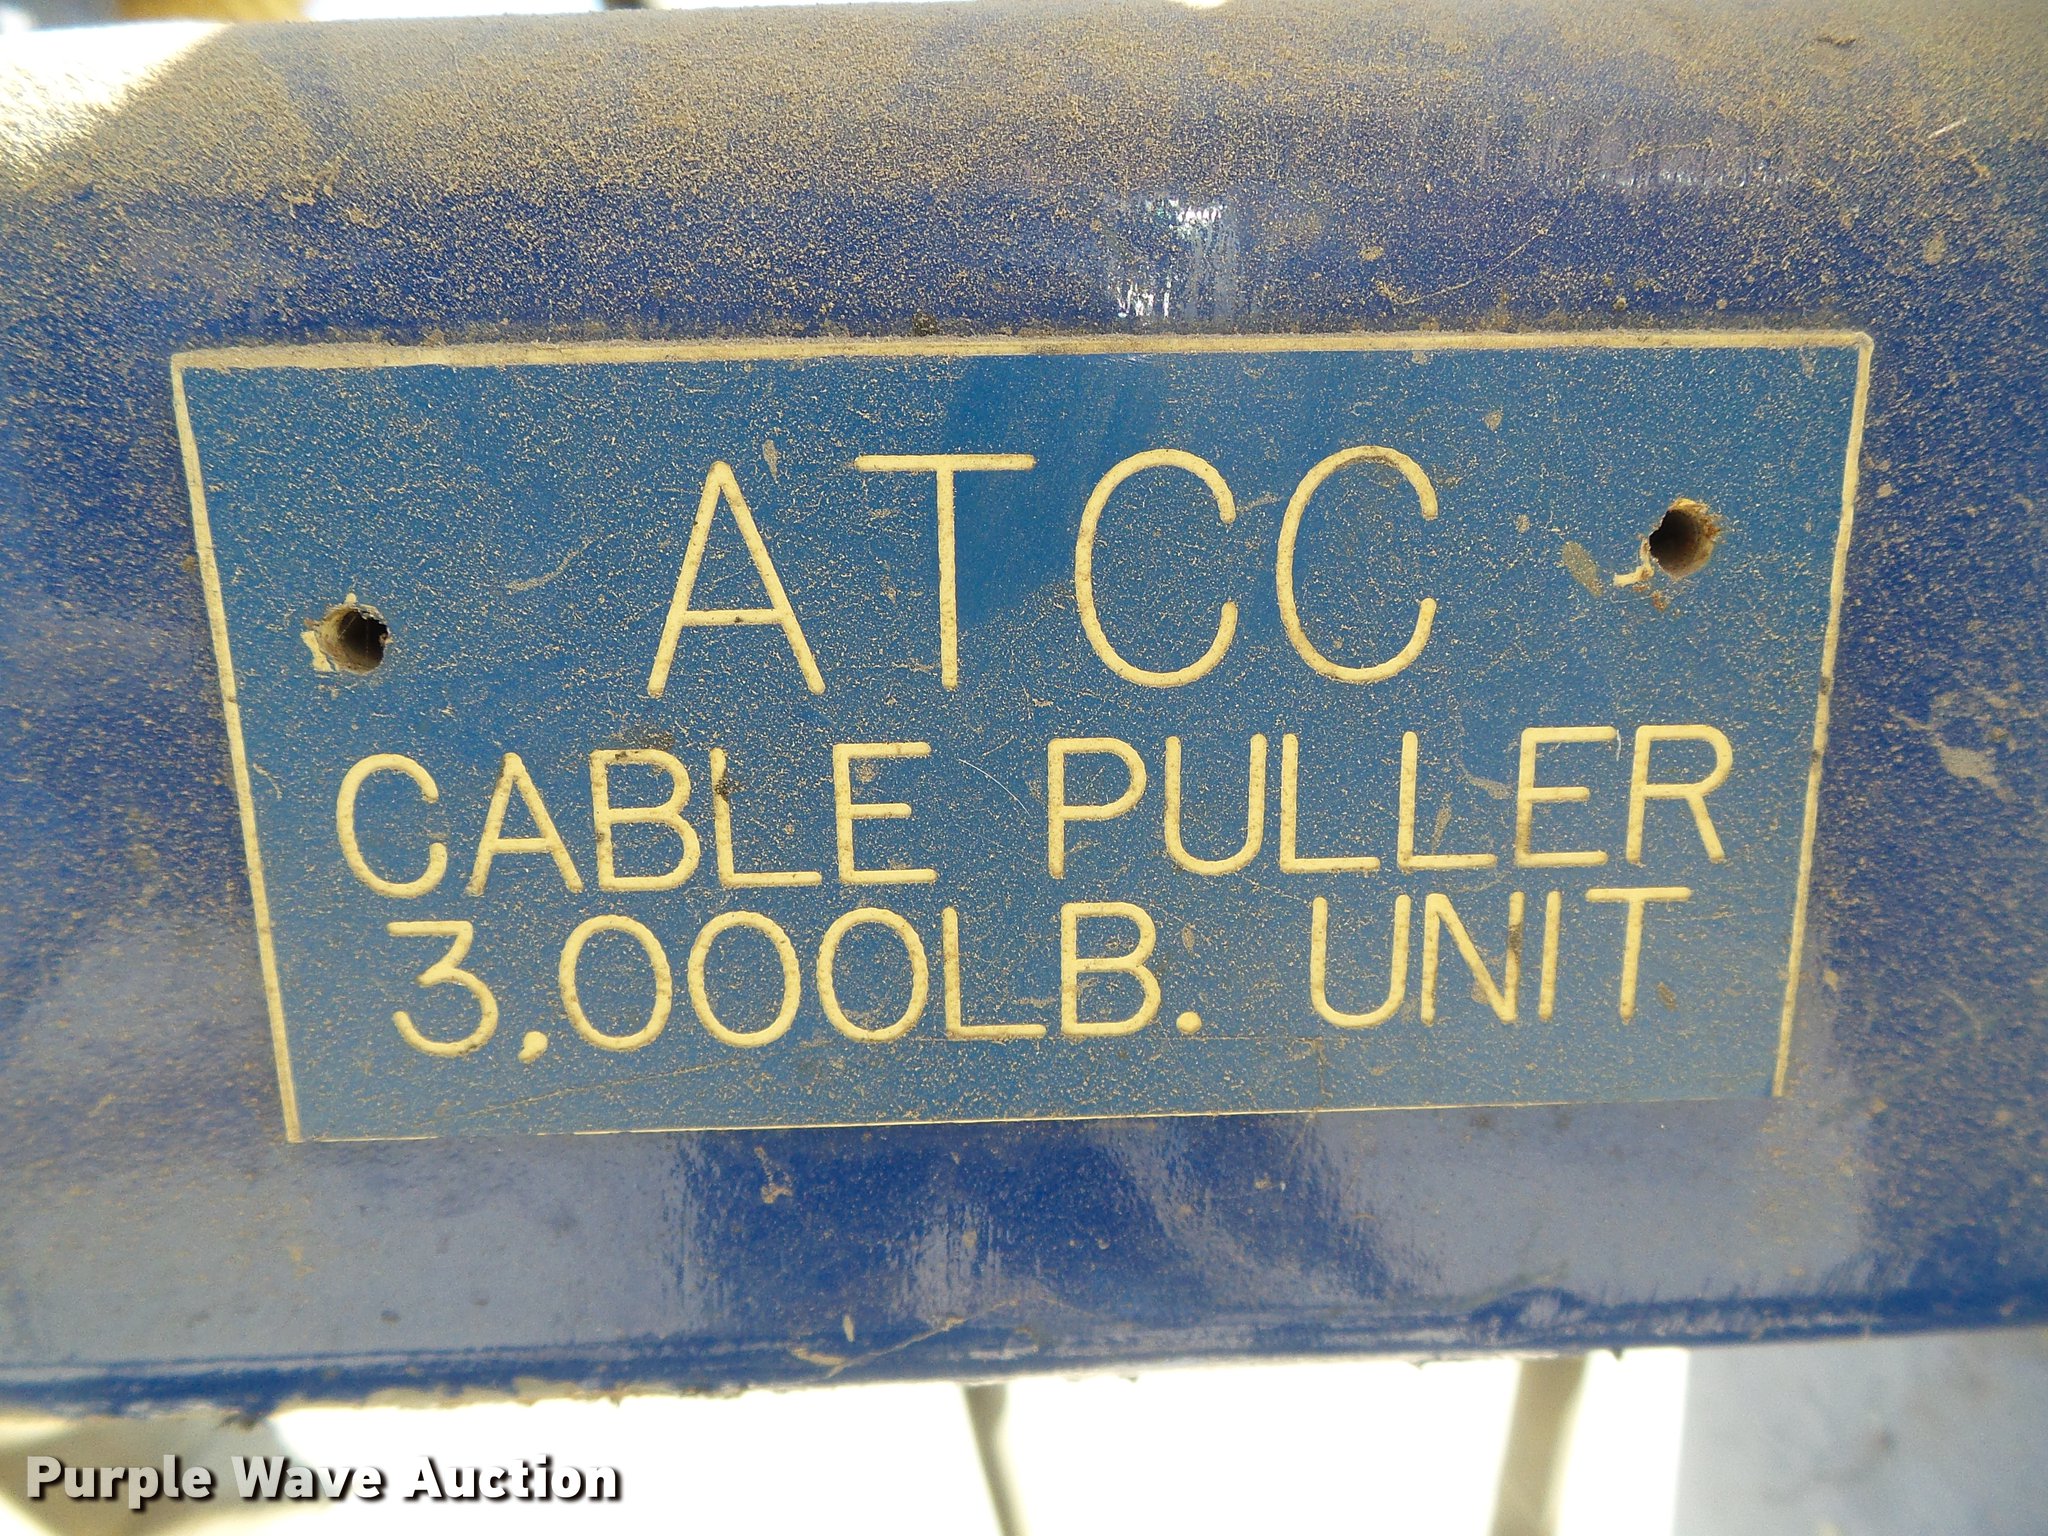 ATCC
CABLE PULLER
3,000LB. UNIT
Purple Wave Auction